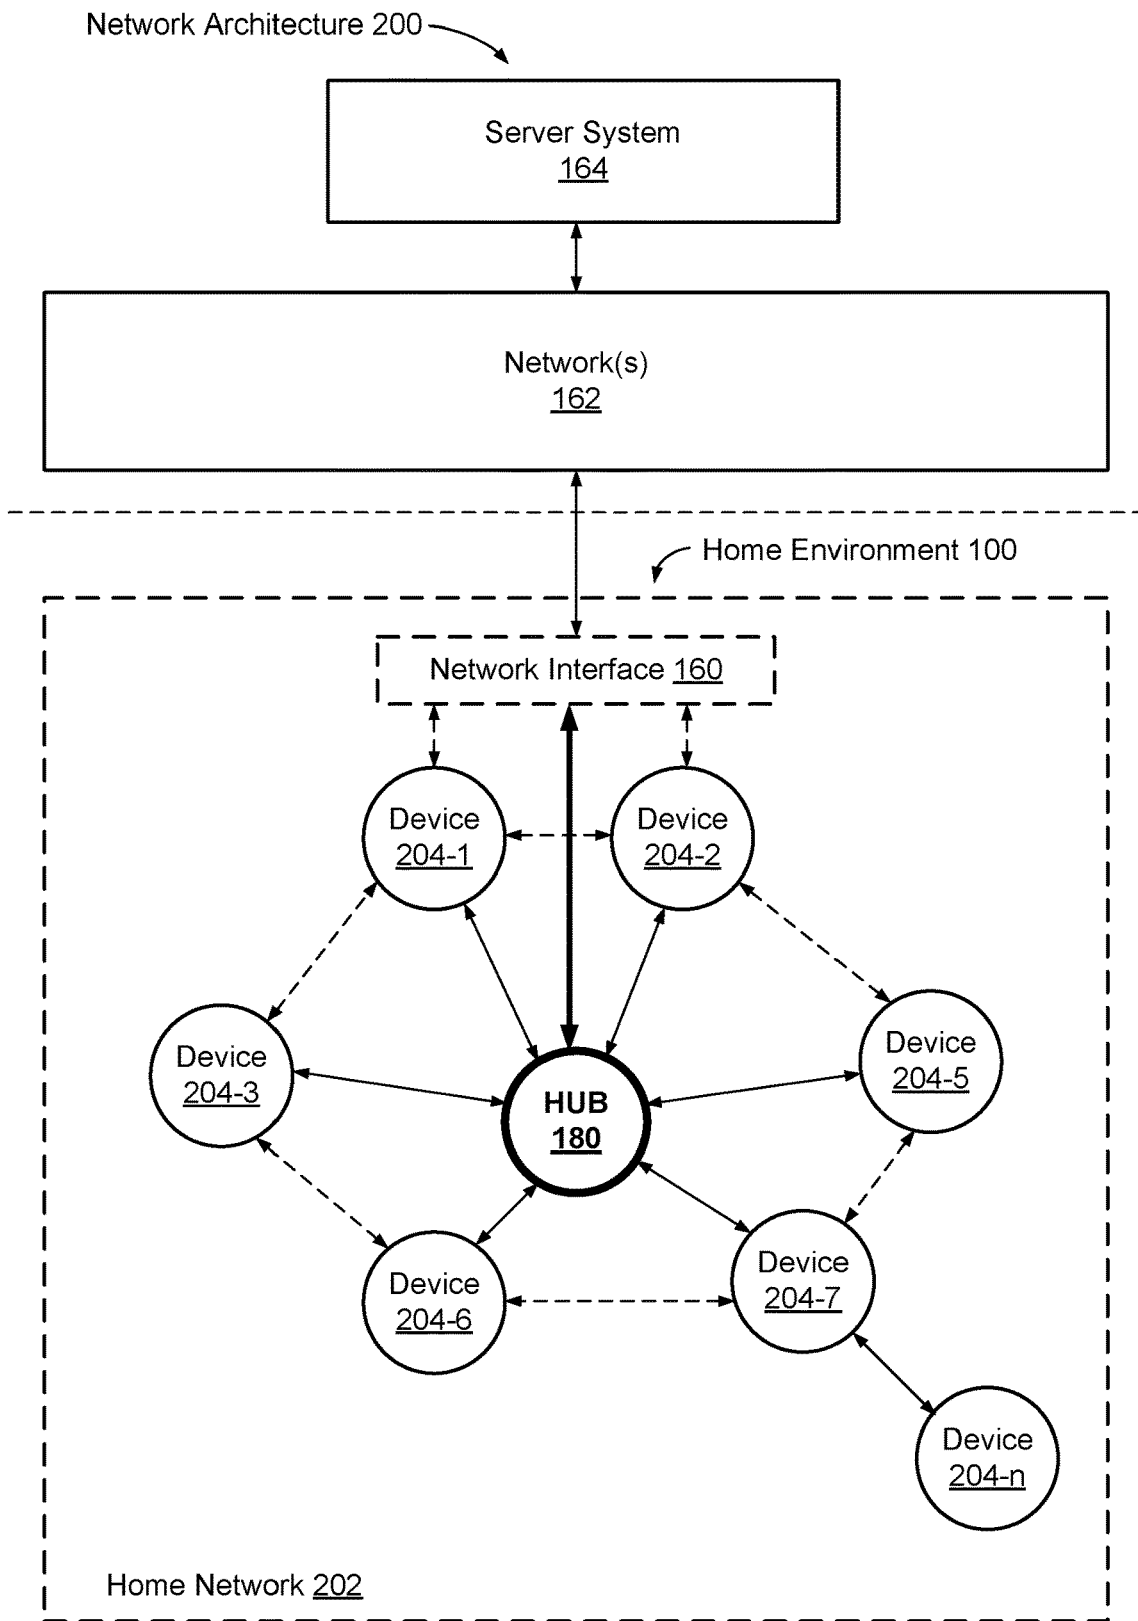 Network Architecture 200
Server System
164
Network(s)
162
Home Environment 100
Network Interface 160
Device
204-1
Device
204-2
Device
204-3
Device
204-5
HUB
180
Device
204-6
Device
204-7
Device
204-n
Home Network 202